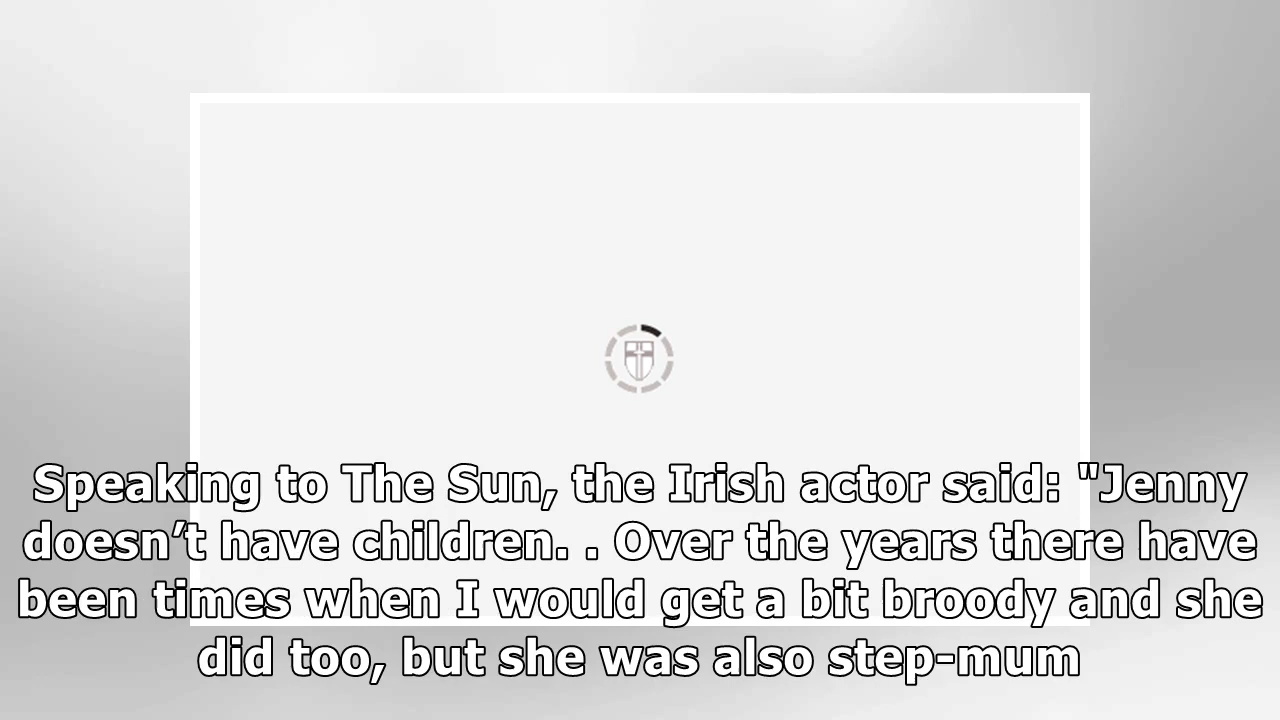 Speaking to The Sun, the Irish actor said: "Jenny
doesn’t have children. . Over the years there have
been times when I would get a bit broody and she
did too, but she was also step-mum